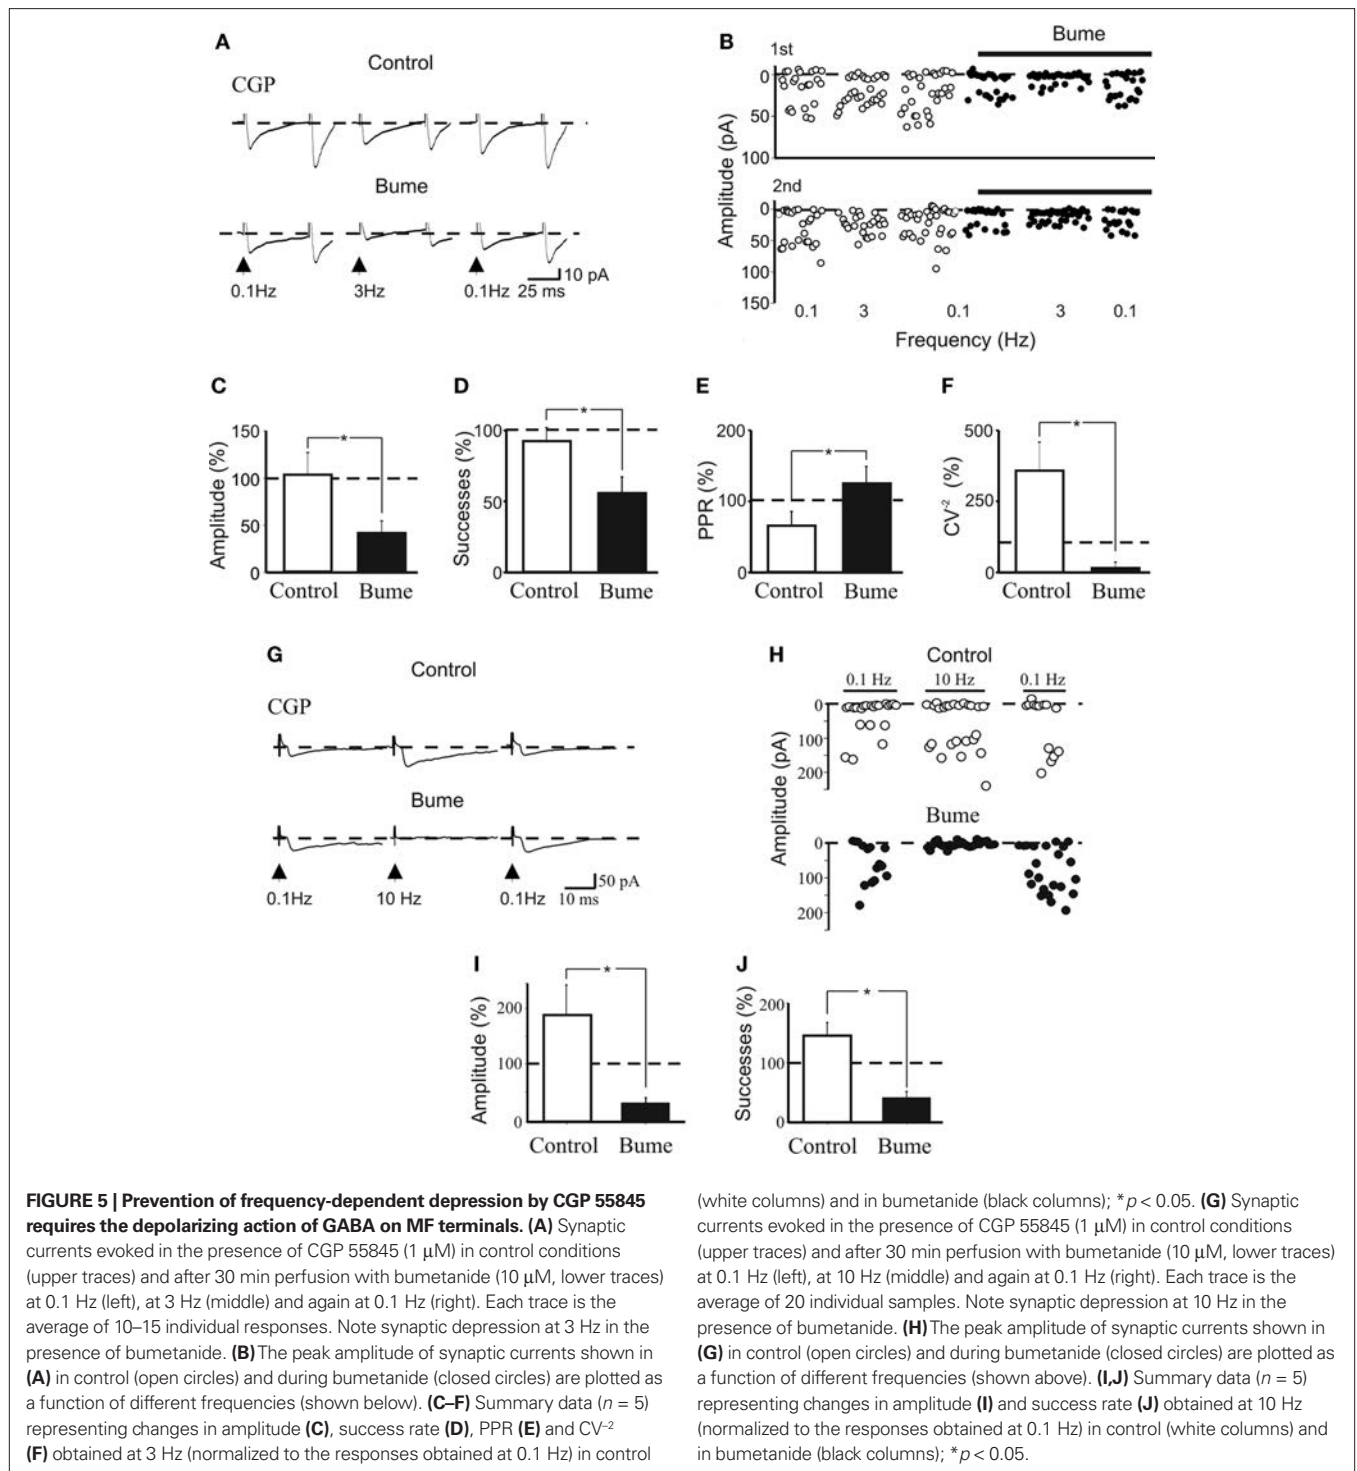 A
Control
CGP
Bume
0.1Hz
3Hz
0.1Hz 25 ms
10 pA
B
Bume
1st
0
50
100
2nd
0
50
100
150
Amplitude (pA)
0.1 3 0.1 3 0.1
Frequency (Hz)
C
Amplitude (%)
150
100
50
0
*
Control Bume
D
Successes (%)
100
50
0
*
Control Bume
E
PPR (%)
200
100
0
*
Control Bume
F
CV⁻² (%)
500
250
0
*
Control Bume
G
Control
CGP
Bume
0.1Hz 10 Hz 0.1Hz 10 ms
50 pA
H
Control
0.1 Hz 10 Hz 0.1 Hz
0
100
200
Amplitude (pA)
Bume
0
100
200
I
Amplitude (%)
200
100
0
*
Control Bume
J
Successes (%)
200
100
0
*
Control Bume
FIGURE 5 | Prevention of frequency-dependent depression by CGP 55845
requires the depolarizing action of GABA on MF terminals. (A) Synaptic
currents evoked in the presence of CGP 55845 (1 μM) in control conditions
(upper traces) and after 30 min perfusion with bumetanide (10 μM, lower traces)
at 0.1 Hz (left), at 3 Hz (middle) and again at 0.1 Hz (right). Each trace is the
average of 10–15 individual responses. Note synaptic depression at 3 Hz in the
presence of bumetanide. (B) The peak amplitude of synaptic currents shown in
(A) in control (open circles) and during bumetanide (closed circles) are plotted as
a function of different frequencies (shown below). (C–F) Summary data (n = 5)
representing changes in amplitude (C), success rate (D), PPR (E) and CV⁻²
(F) obtained at 3 Hz (normalized to the responses obtained at 0.1 Hz) in control
(white columns) and in bumetanide (black columns); *p < 0.05. (G) Synaptic
currents evoked in the presence of CGP 55845 (1 μM) in control conditions
(upper traces) and after 30 min perfusion with bumetanide (10 μM, lower traces)
at 0.1 Hz (left), at 10 Hz (middle) and again at 0.1 Hz (right). Each trace is the
average of 20 individual samples. Note synaptic depression at 10 Hz in the
presence of bumetanide. (H) The peak amplitude of synaptic currents shown in
(G) in control (open circles) and during bumetanide (closed circles) are plotted as
a function of different frequencies (shown above). (I,J) Summary data (n = 5)
representing changes in amplitude (I) and success rate (J) obtained at 10 Hz
(normalized to the responses obtained at 0.1 Hz) in control (white columns) and
in bumetanide (black columns); *p < 0.05.